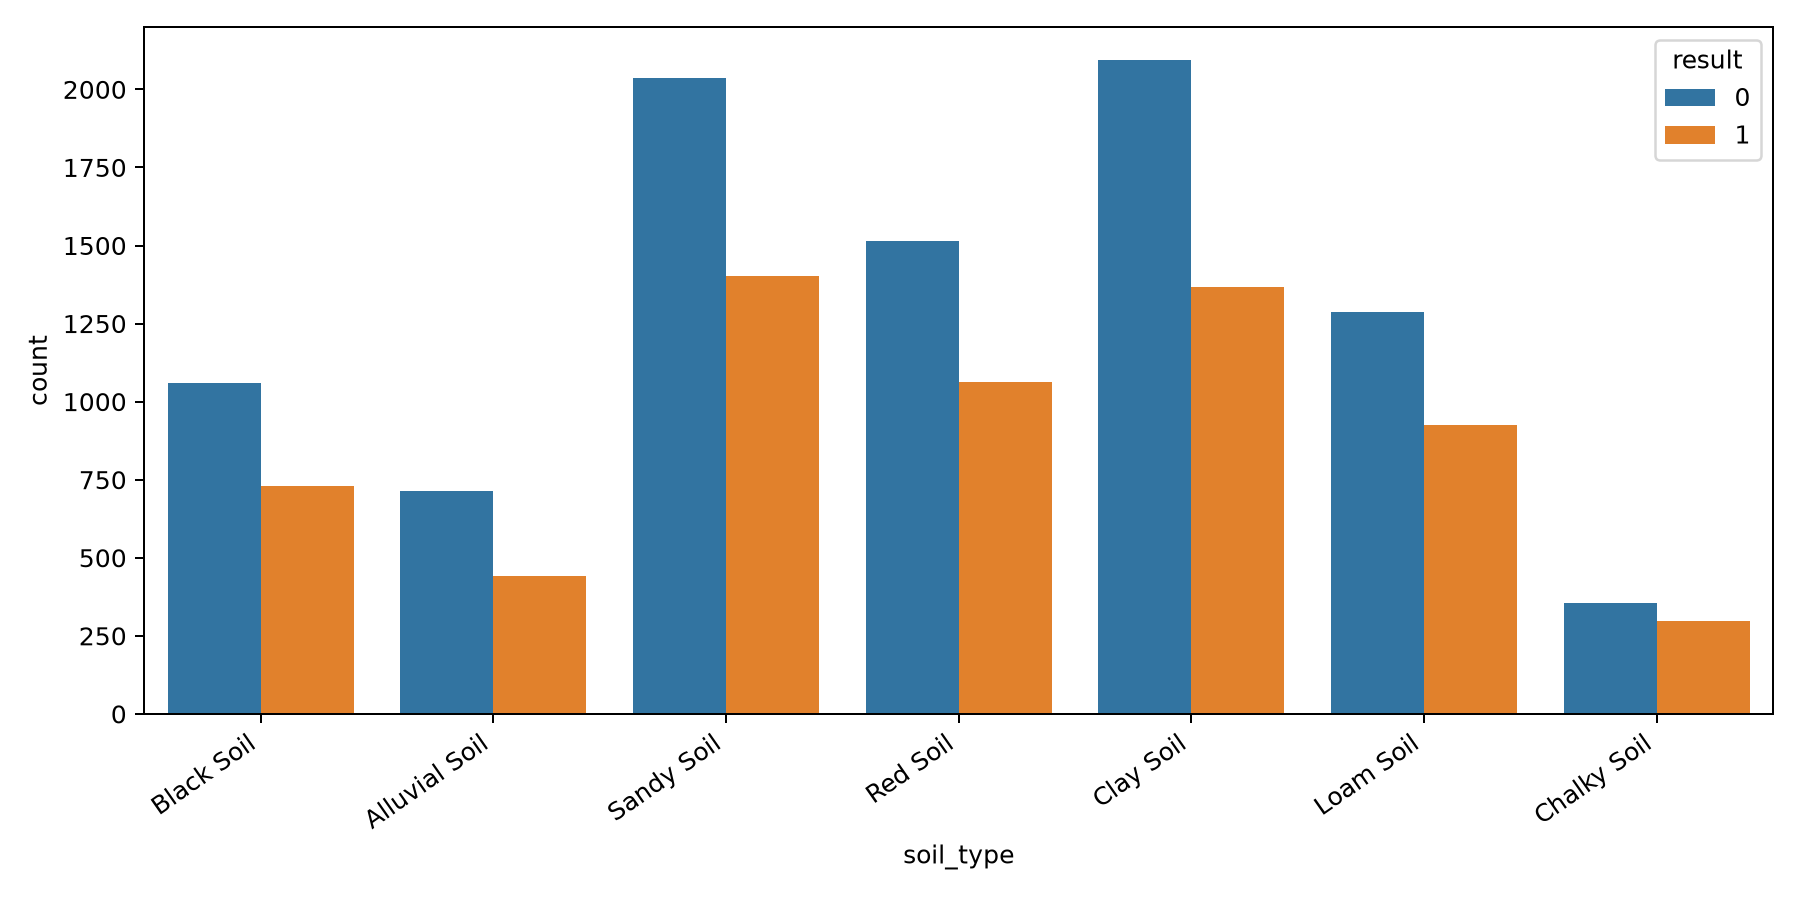 result
0
1
2000
1750
1500
1250
1000
750
500
250
0
count
Black Soil
Alluvial Soil
Sandy Soil
Red Soil
Clay Soil
Loam Soil
Chalky Soil
soil_type